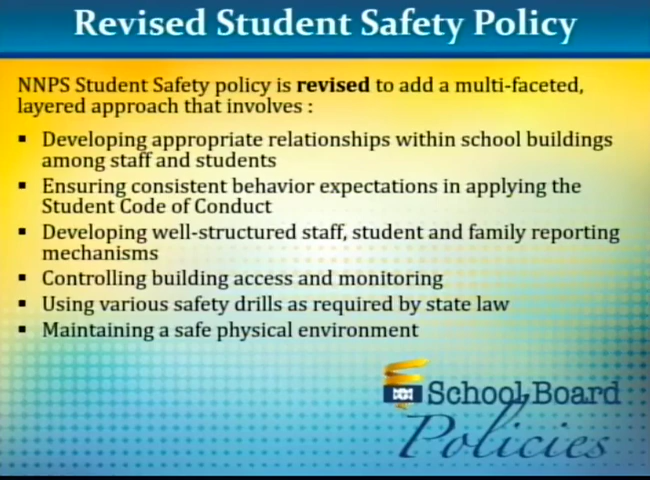 Revised Student Safety Policy
NNPS Student Safety policy is revised to add a multi-faceted,
layered approach that involves :
▪ Developing appropriate relationships within school buildings
among staff and students
▪ Ensuring consistent behavior expectations in applying the
Student Code of Conduct
▪ Developing well-structured staff, student and family reporting
mechanisms
▪ Controlling building access and monitoring
▪ Using various safety drills as required by state law
▪ Maintaining a safe physical environment
School Board
Policies